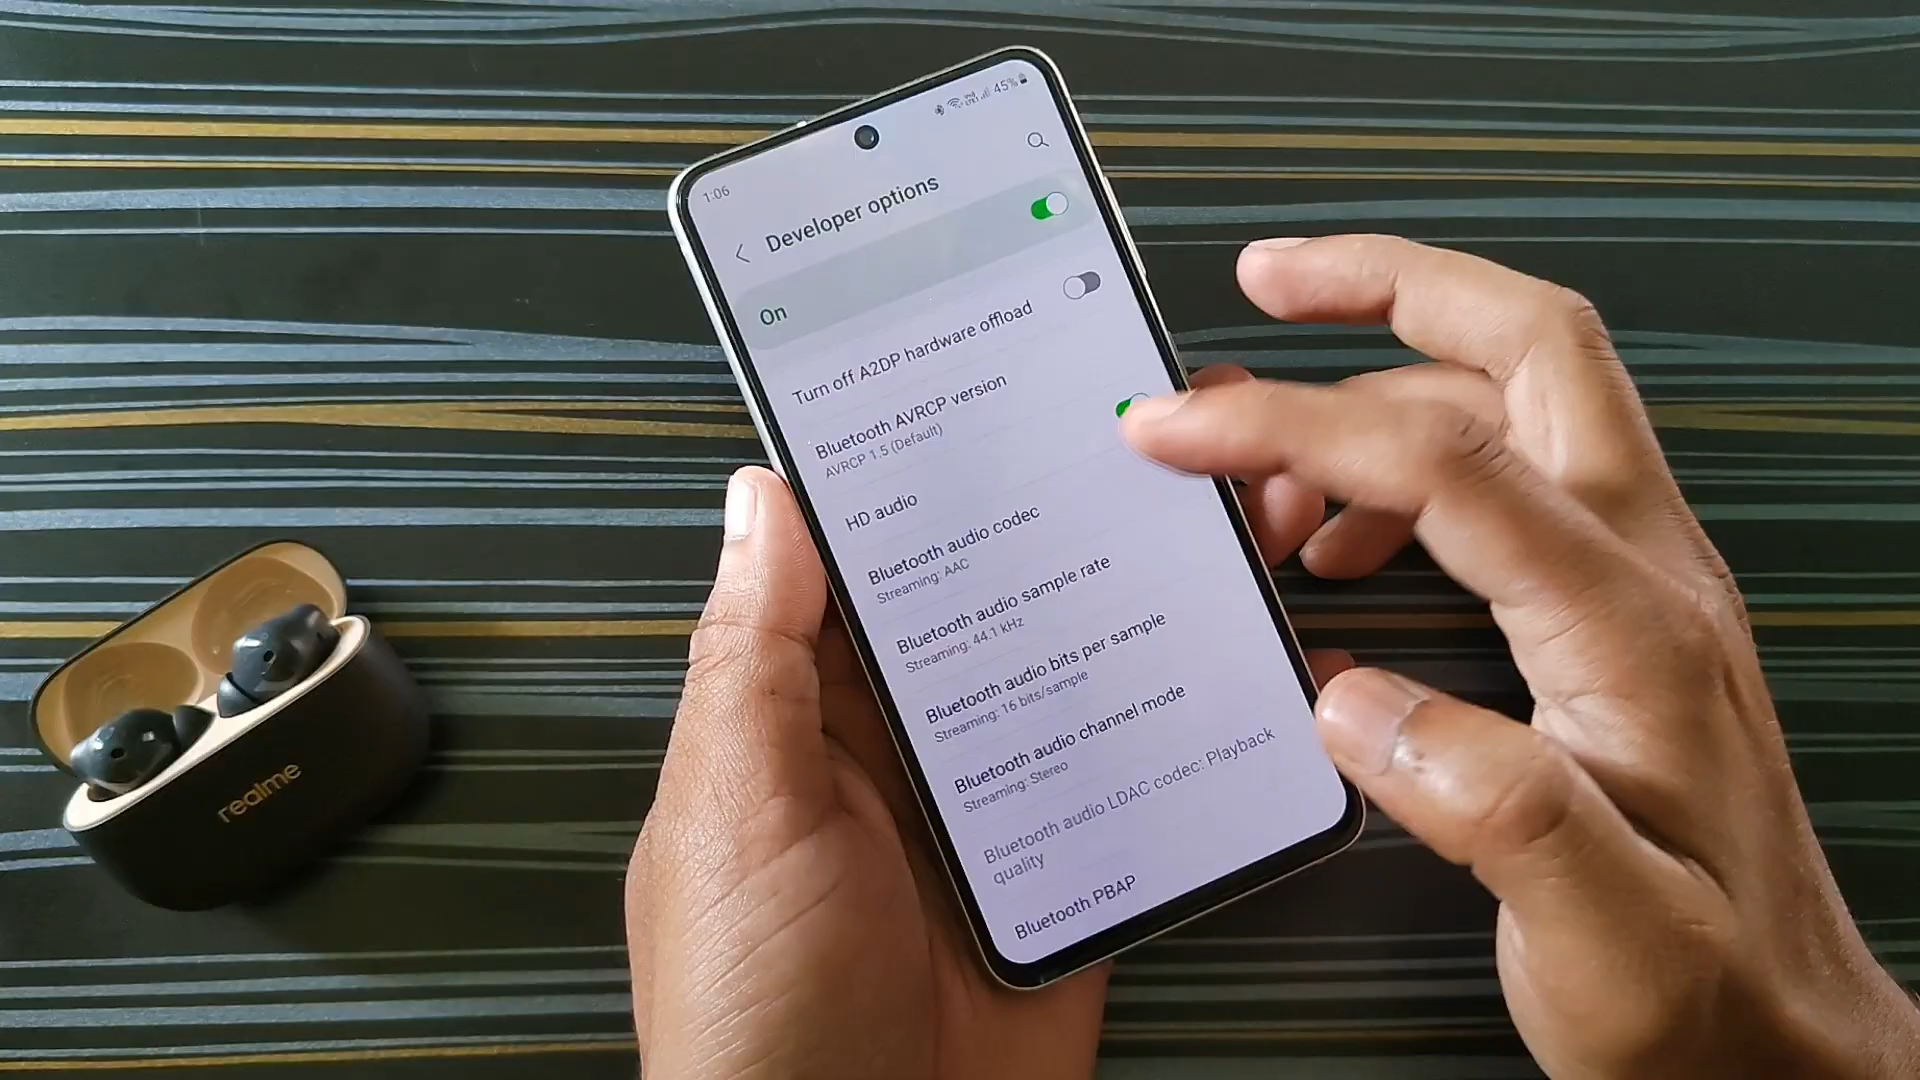 1:06
45%
Developer options
On
Turn off A2DP hardware offload
Bluetooth AVRCP version
AVRCP 1.5 (Default)
HD audio
Bluetooth audio codec
Streaming: AAC
Bluetooth audio sample rate
Streaming: 44.1 kHz
Bluetooth audio bits per sample
Streaming: 16 bits/sample
Bluetooth audio channel mode
Streaming: Stereo
Bluetooth audio LDAC codec: Playback
quality
Bluetooth PBAP
realme